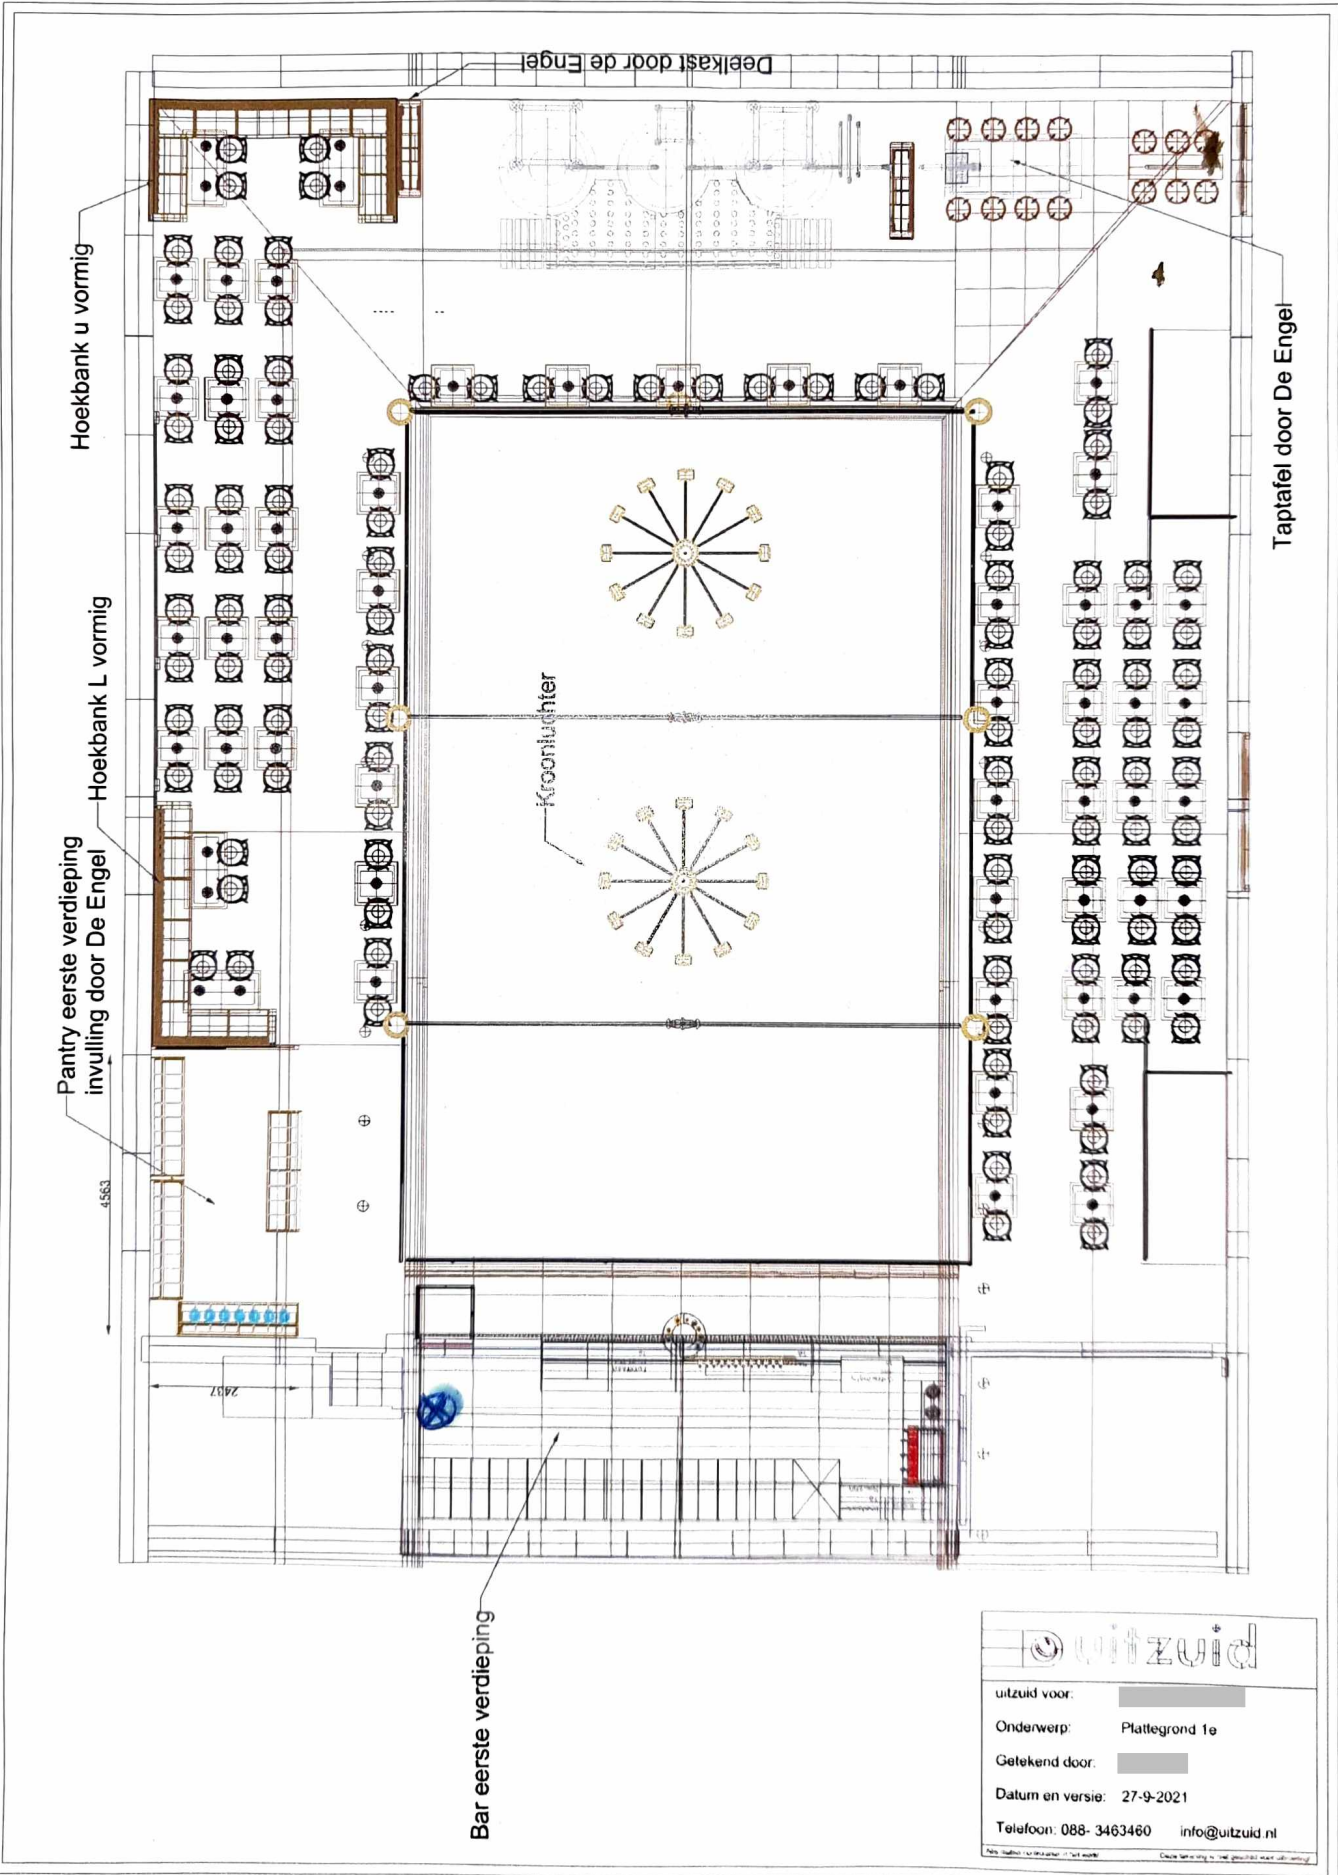 Deelkast door de Engel
Hoekbank u vormig
Taptafel door De Engel
Hoekbank L vormig
Kroonluchter
Pantry eerste verdieping
invulling door De Engel
4563
2437
Bar eerste verdieping
uitzuid
uitzuid voor:
Onderwerp: Plattegrond 1e
Getekend door:
Datum en versie: 27-9-2021
Telefoon: 088- 3463460 info@uitzuid.nl